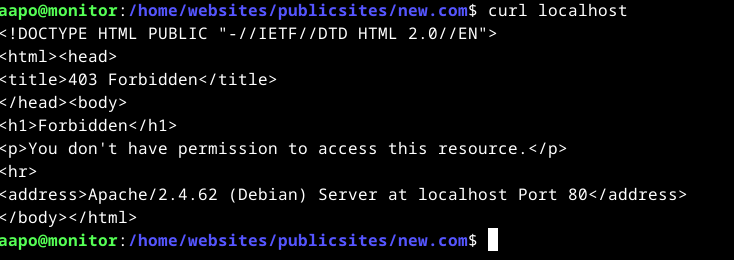 aapo@monitor:/home/websites/publicsites/new.com$ curl localhost
<!DOCTYPE HTML PUBLIC "-//IETF//DTD HTML 2.0//EN">
<html><head>
<title>403 Forbidden</title>
</head><body>
<h1>Forbidden</h1>
<p>You don't have permission to access this resource.</p>
<hr>
<address>Apache/2.4.62 (Debian) Server at localhost Port 80</address>
</body></html>
aapo@monitor:/home/websites/publicsites/new.com$